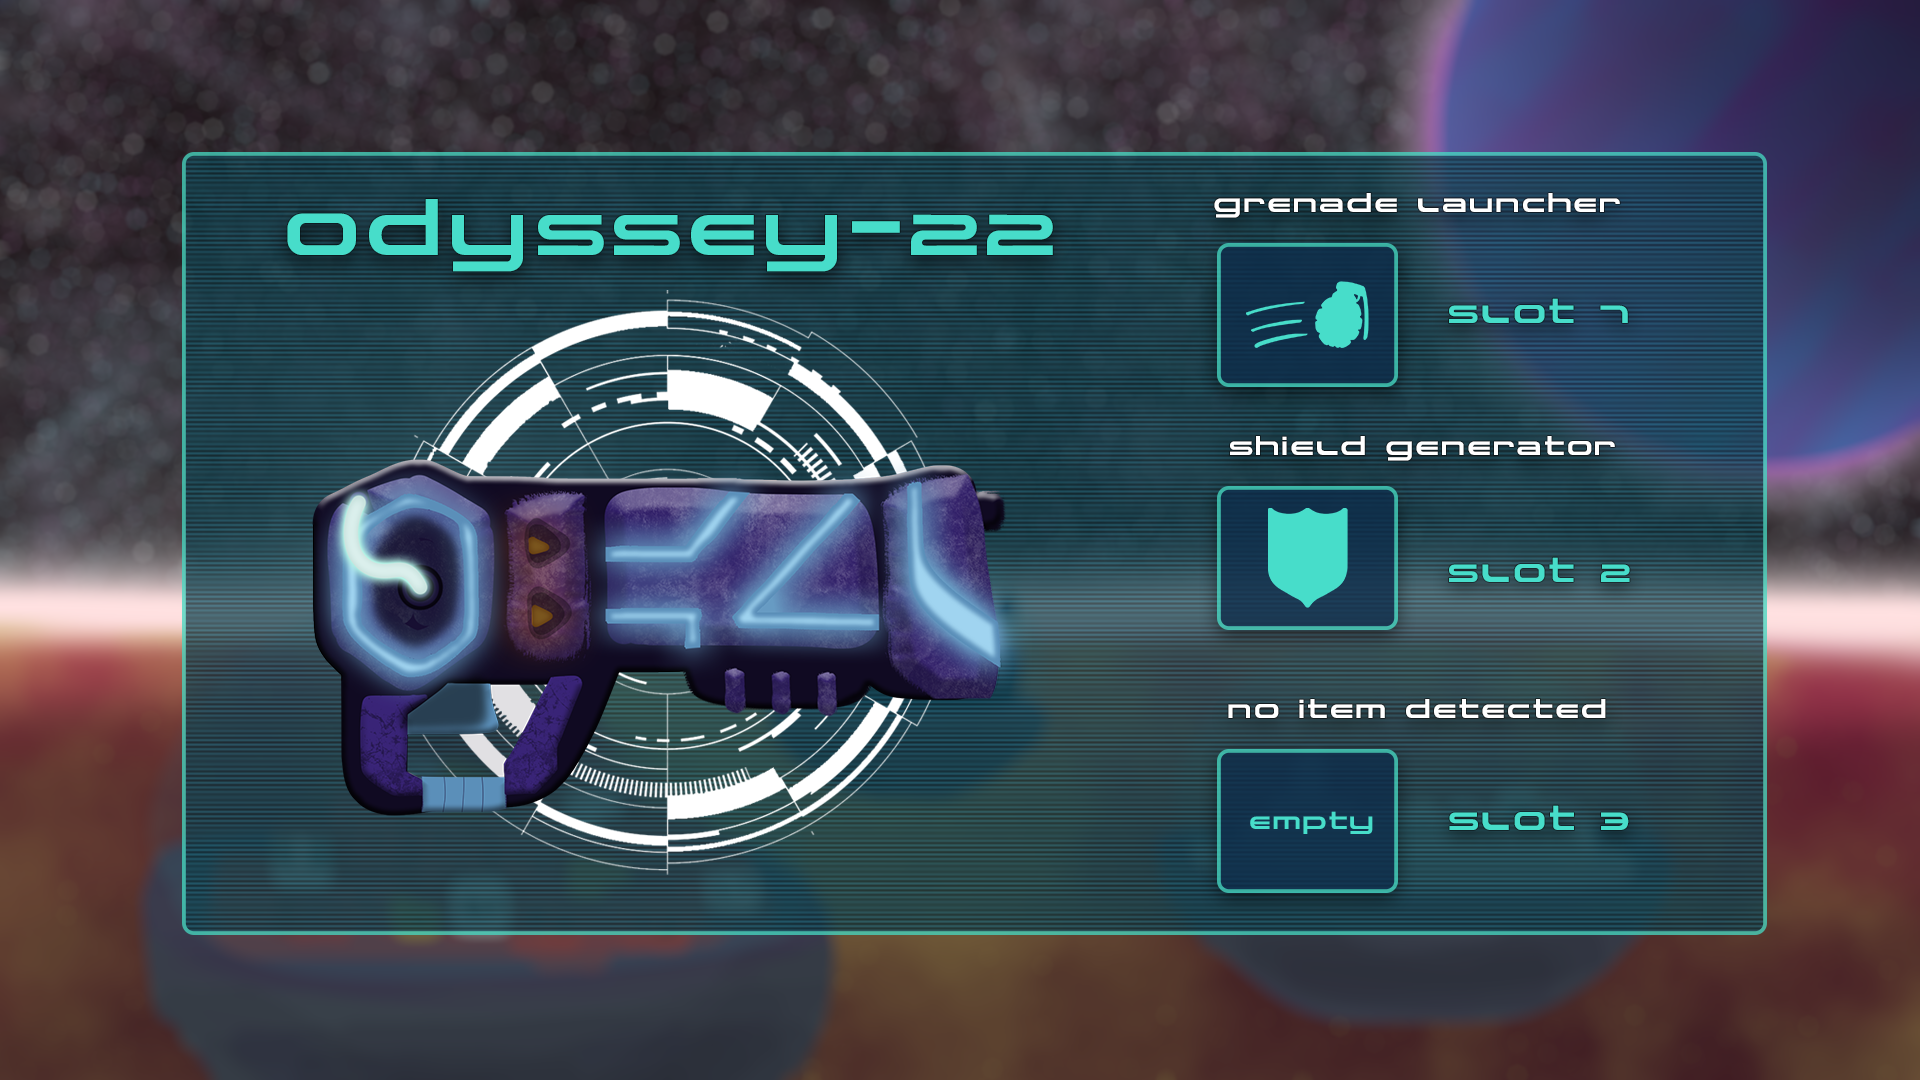 odyssey-22
grenade launcher
slot 1
shield generator
slot 2
no item detected
empty
slot 3